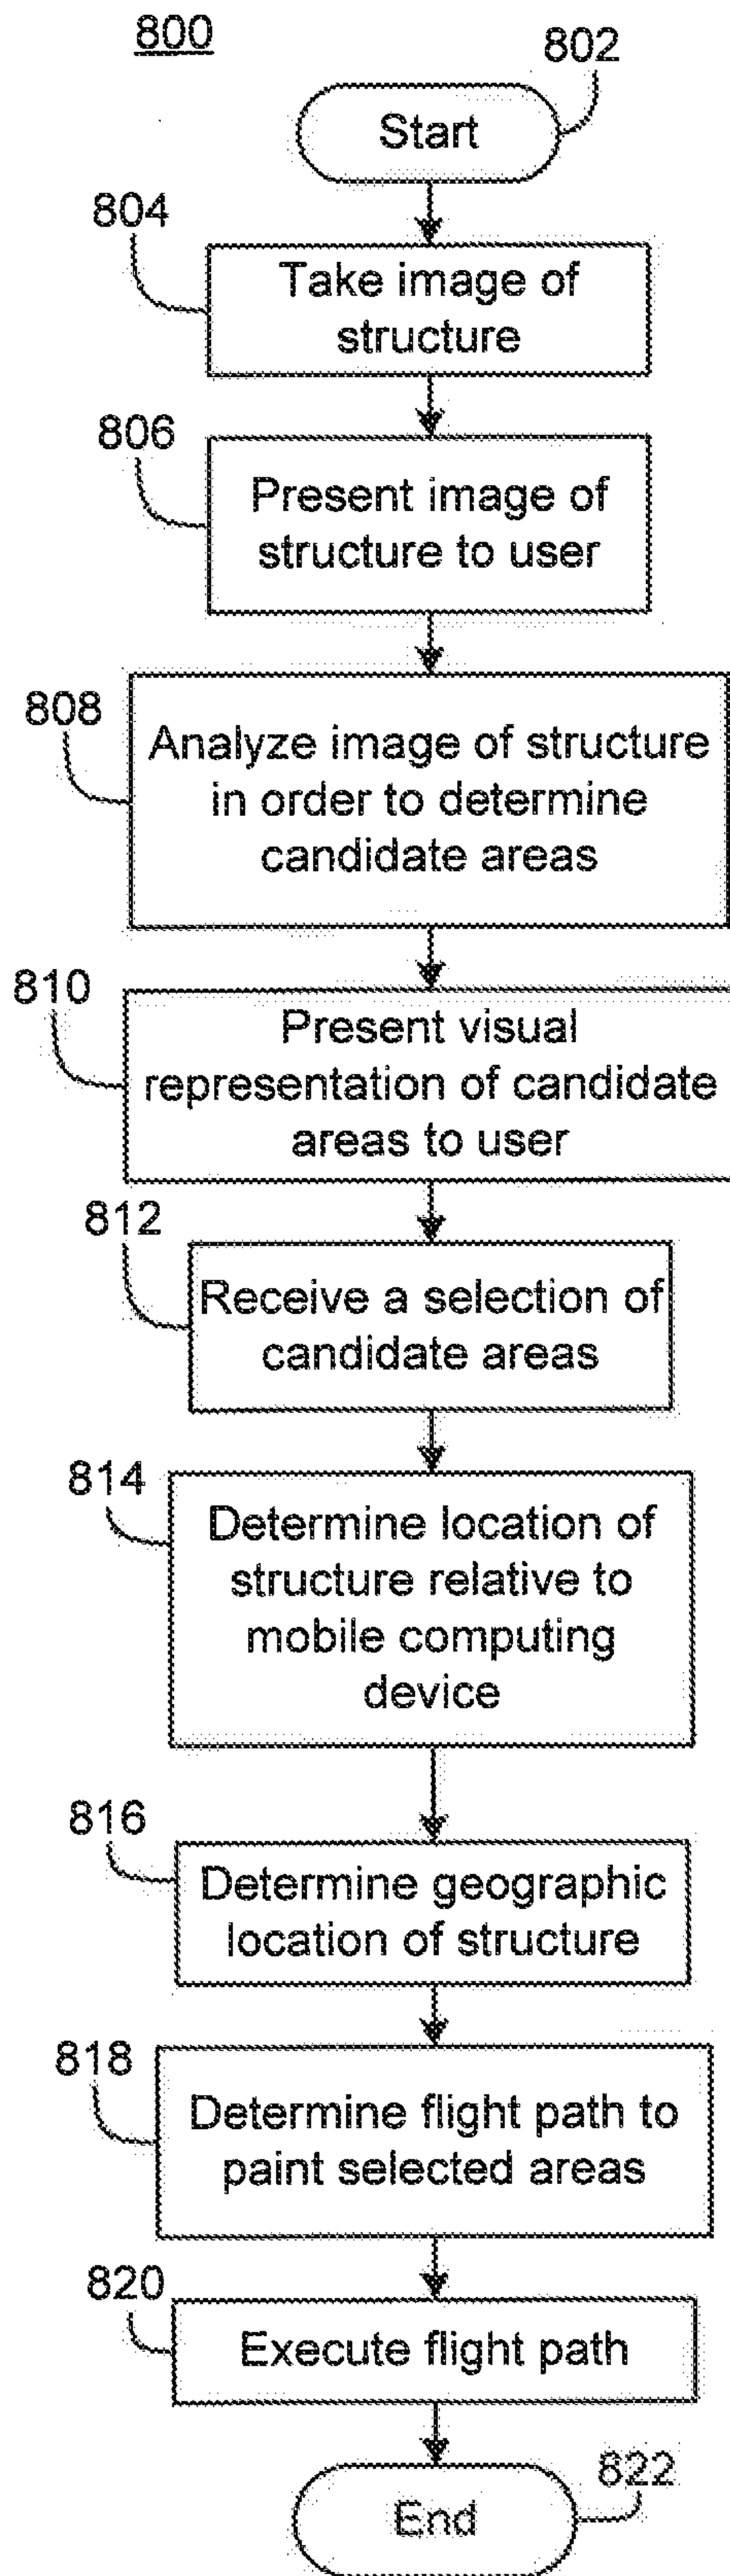 800
802
Start
804
Take image of
structure
806
Present image of
structure to user
808
Analyze image of structure
in order to determine
candidate areas
810
Present visual
representation of candidate
areas to user
812
Receive a selection of
candidate areas
814
Determine location of
structure relative to
mobile computing
device
816
Determine geographic
location of structure
818
Determine flight path to
paint selected areas
820
Execute flight path
822
End